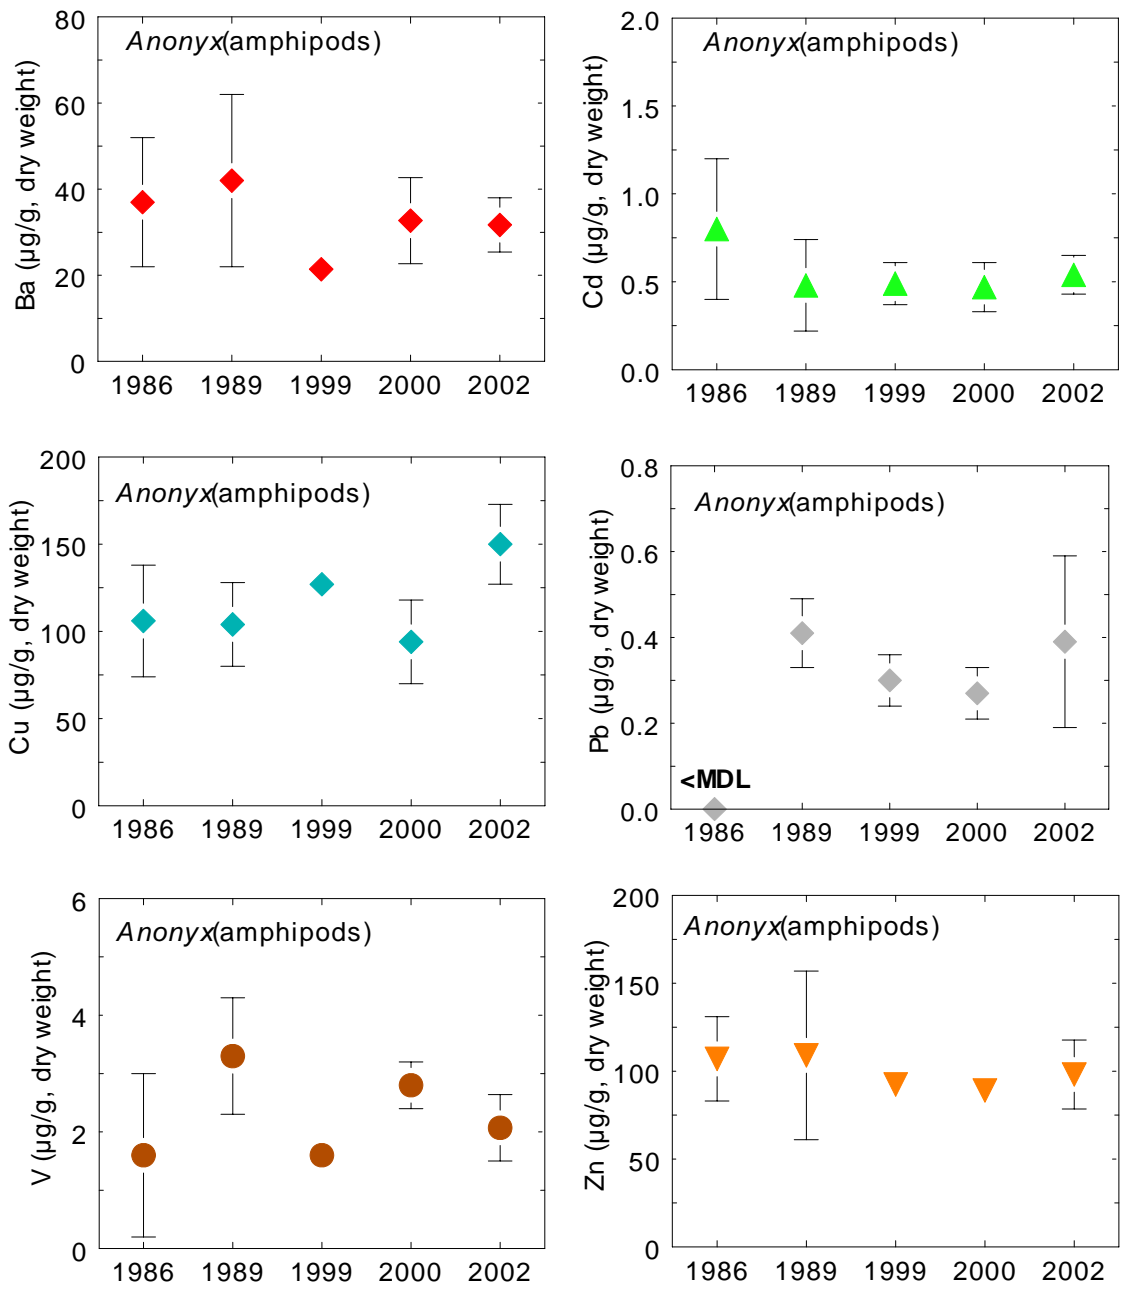 80
60
40
20
0
Ba (µg/g, dry weight)
Anonyx(amphipods)
1986 1989 1999 2000 2002
2.0
1.5
1.0
0.5
0.0
Cd (µg/g, dry weight)
Anonyx(amphipods)
1986 1989 1999 2000 2002
200
150
100
50
0
Cu (µg/g, dry weight)
Anonyx(amphipods)
1986 1989 1999 2000 2002
0.8
0.6
0.4
0.2
0.0
Pb (µg/g, dry weight)
Anonyx(amphipods)
<MDL
1986 1989 1999 2000 2002
6
4
2
0
V (µg/g, dry weight)
Anonyx(amphipods)
1986 1989 1999 2000 2002
200
150
100
50
0
Zn (µg/g, dry weight)
Anonyx(amphipods)
1986 1989 1999 2000 2002